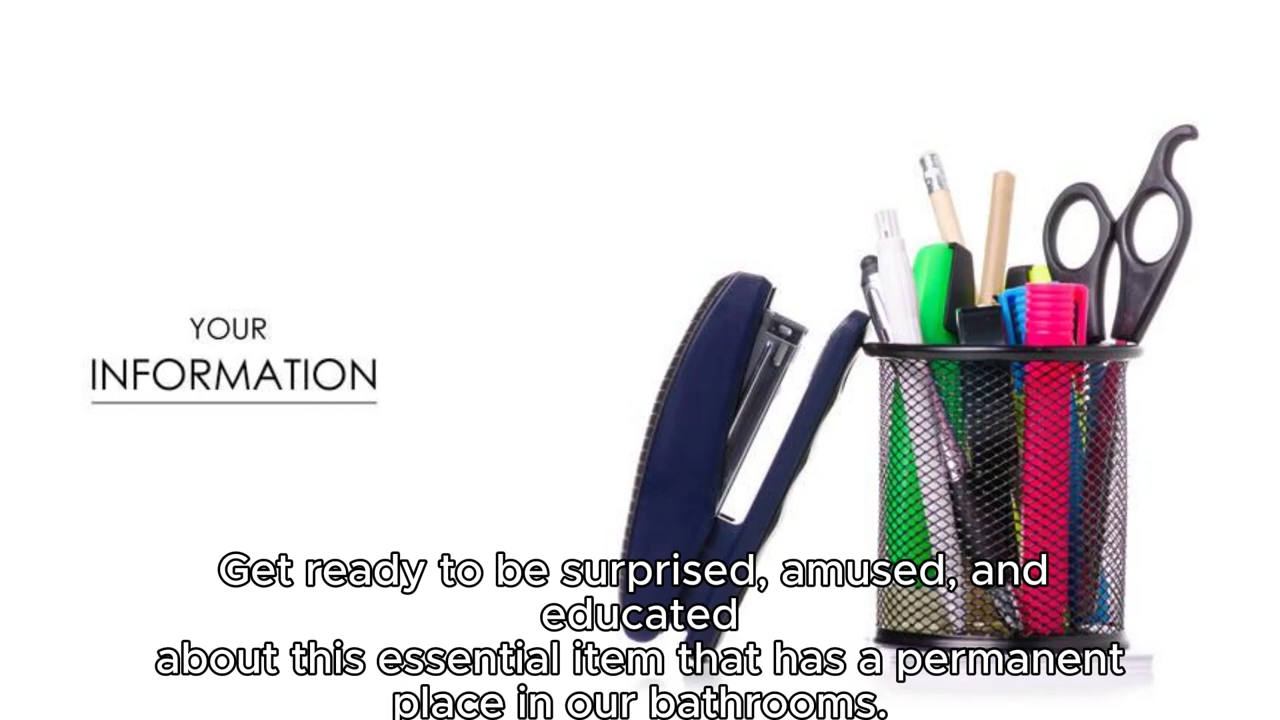 YOUR
INFORMATION
Get ready to be surprised, amused, and
educated
about this essential item that has a permanent
place in our bathrooms.